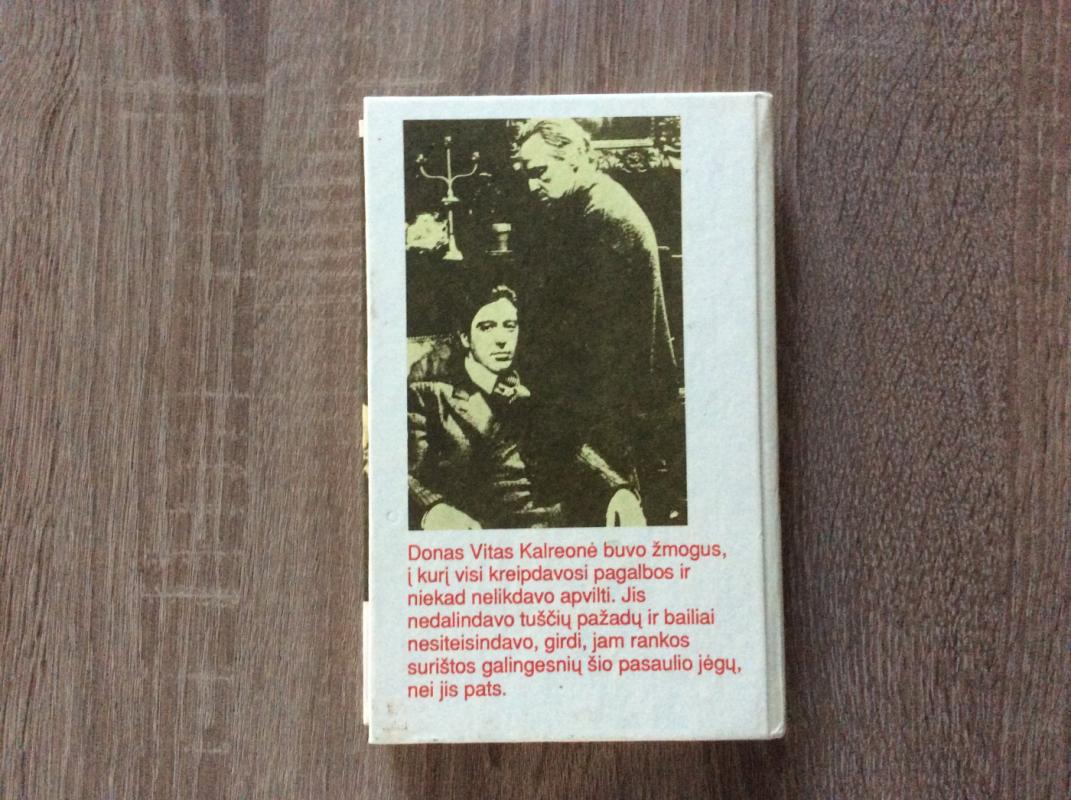 Donas Vitas Kalreonė buvo žmogus,
į kurį visi kreipdavosi pagalbos ir
niekad nelikdavo apvilti. Jis
nedalindavo tuščių pažadų ir bailiai
nesiteisindavo, girdi, jam rankos
surištos galingesnių šio pasaulio jėgų,
nei jis pats.